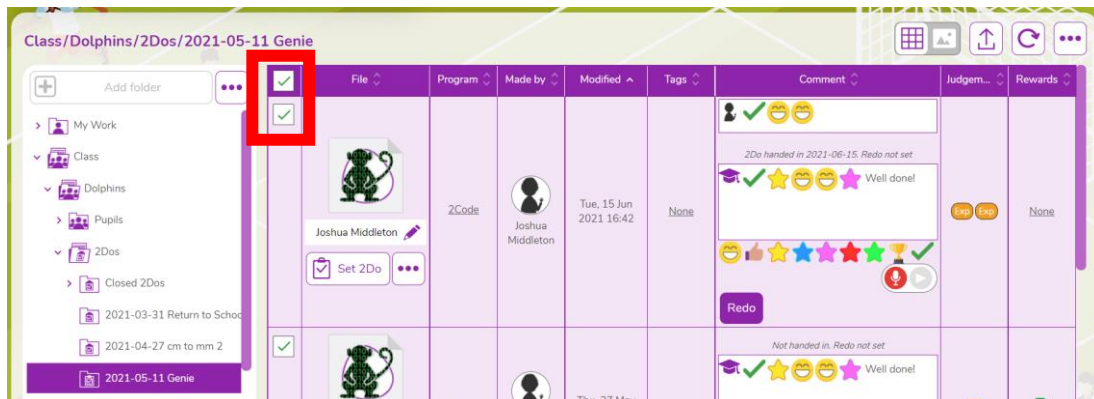 Class/Dolphins/2Dos/2021-05-11 Genie
Add folder
My Work
Class
Dolphins
Pupils
2Dos
Closed 2Dos
2021-03-31 Return to Schoo
2021-04-27 cm to mm 2
2021-05-11 Genie
File Program Made by Modified Tags Comment Judgem... Rewards
2Do handed in 2021-06-15. Redo not set
Well done!
Joshua Middleton
Set 2Do
2Code
Joshua
Middleton
Tue, 15 Jun
2021 16:42
None
Exp Exp
None
Redo
Not handed in. Redo not set
Well done!
Thu, 27 May